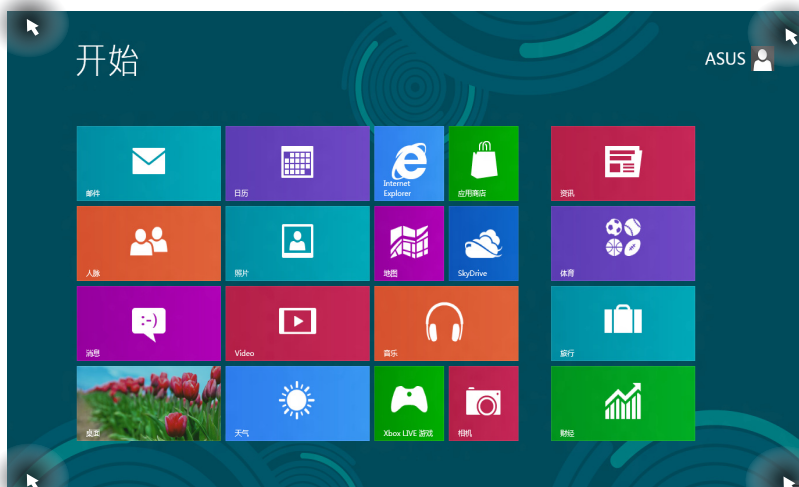 开始
ASUS
邮件
日历
Internet
Explorer
应用商店
资讯
人脉
照片
地图
SkyDrive
体育
:-)
消息
Video
音乐
旅行
桌面
天气
Xbox LIVE 游戏
相机
财经